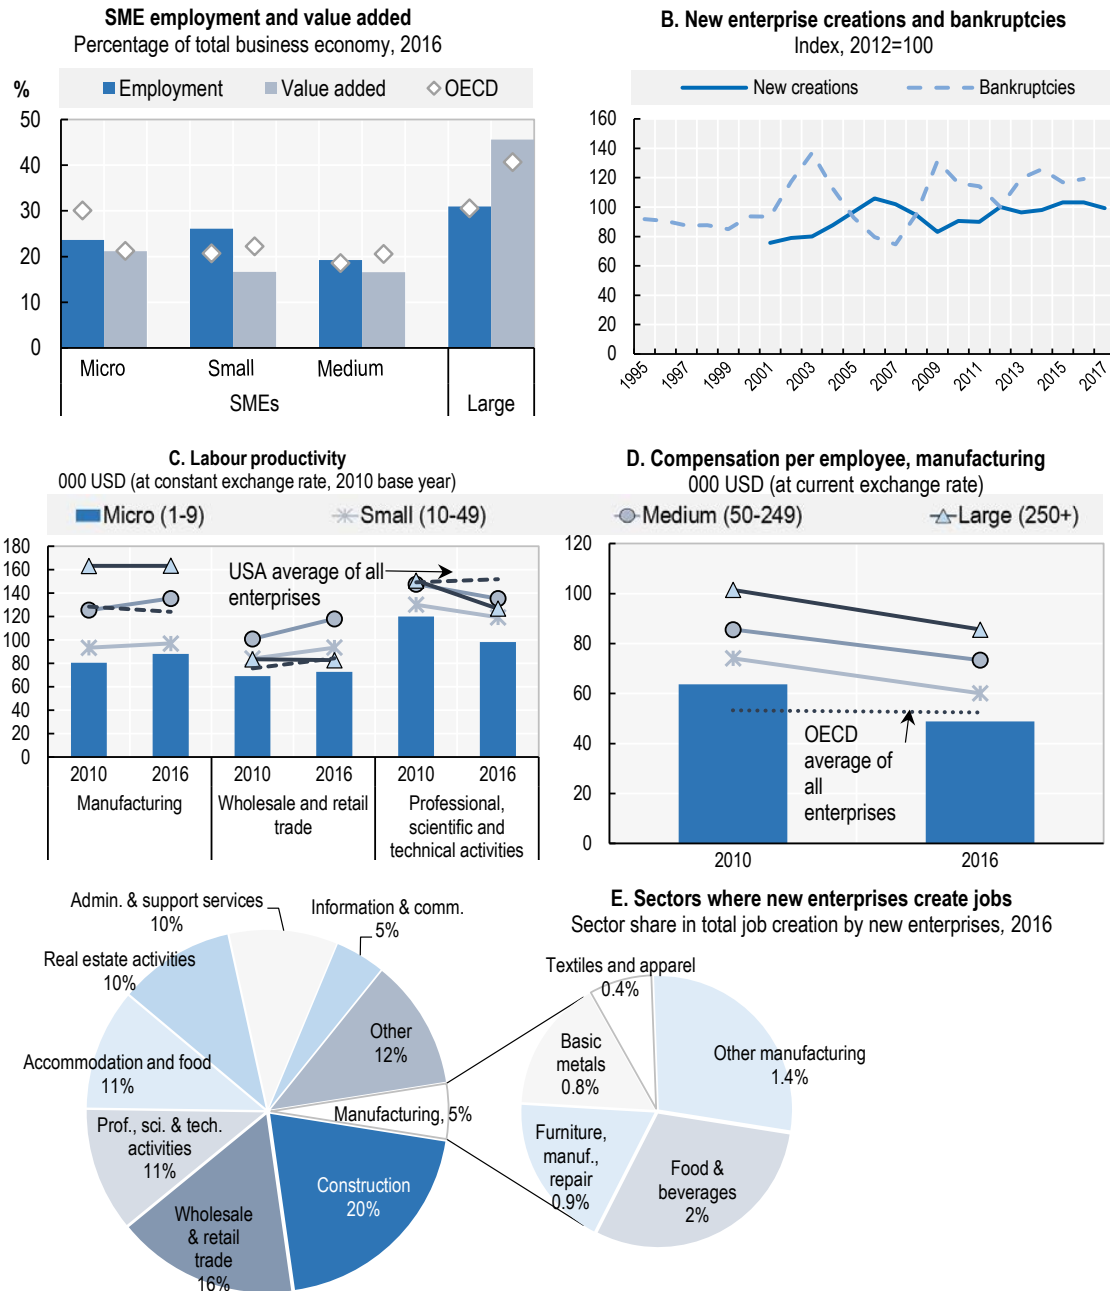 SME employment and value added
Percentage of total business economy, 2016
%
Employment
Value added
OECD
50
40
30
20
10
0
Micro
Small
Medium
SMEs
Large
B. New enterprise creations and bankruptcies
Index, 2012=100
New creations
Bankruptcies
160
140
120
100
80
60
40
20
0
1995
1997
1999
2001
2003
2005
2007
2009
2011
2013
2015
2017
C. Labour productivity
000 USD (at constant exchange rate, 2010 base year)
D. Compensation per employee, manufacturing
000 USD (at current exchange rate)
Micro (1-9)
Small (10-49)
Medium (50-249)
Large (250+)
180
160
140
120
100
80
60
40
20
0
USA average of all
enterprises
2010
2016
2010
2016
2010
2016
Manufacturing
Wholesale and retail
trade
Professional,
scientific and
technical activities
120
100
80
60
40
20
0
OECD
average of
all
enterprises
2010
2016
E. Sectors where new enterprises create jobs
Sector share in total job creation by new enterprises, 2016
Admin. & support services
10%
Information & comm.
5%
Real estate activities
10%
Other
12%
Accommodation and food
11%
Manufacturing, 5%
Prof., sci. & tech.
activities
11%
Construction
20%
Wholesale
& retail
trade
16%
Textiles and apparel
0.4%
Basic
metals
0.8%
Other manufacturing
1.4%
Furniture,
manuf.,
repair
0.9%
Food &
beverages
2%